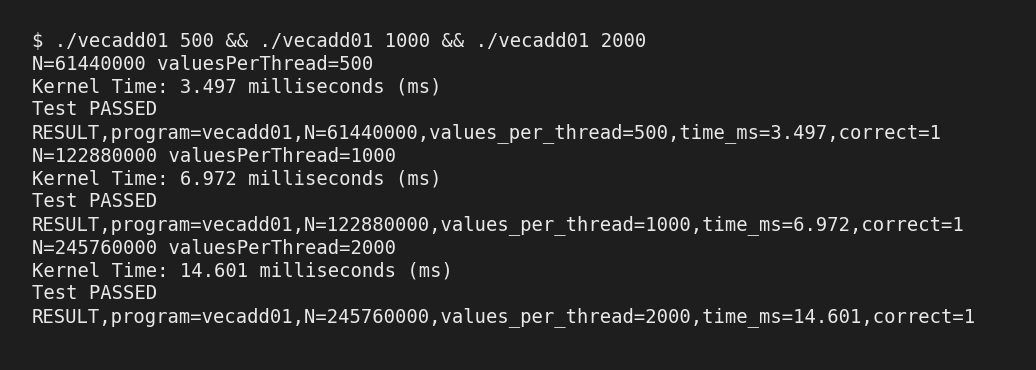 $ ./vecadd01 500 && ./vecadd01 1000 && ./vecadd01 2000
N=61440000 valuesPerThread=500
Kernel Time: 3.497 milliseconds (ms)
Test PASSED
RESULT,program=vecadd01,N=61440000,values_per_thread=500,time_ms=3.497,correct=1
N=122880000 valuesPerThread=1000
Kernel Time: 6.972 milliseconds (ms)
Test PASSED
RESULT,program=vecadd01,N=122880000,values_per_thread=1000,time_ms=6.972,correct=1
N=245760000 valuesPerThread=2000
Kernel Time: 14.601 milliseconds (ms)
Test PASSED
RESULT,program=vecadd01,N=245760000,values_per_thread=2000,time_ms=14.601,correct=1